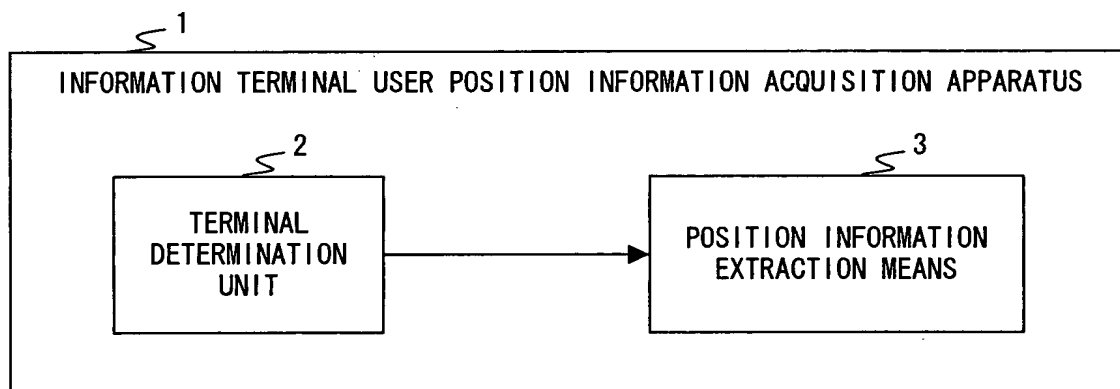 1
INFORMATION TERMINAL USER POSITION INFORMATION ACQUISITION APPARATUS
2
3
TERMINAL
DETERMINATION
UNIT
POSITION INFORMATION
EXTRACTION MEANS